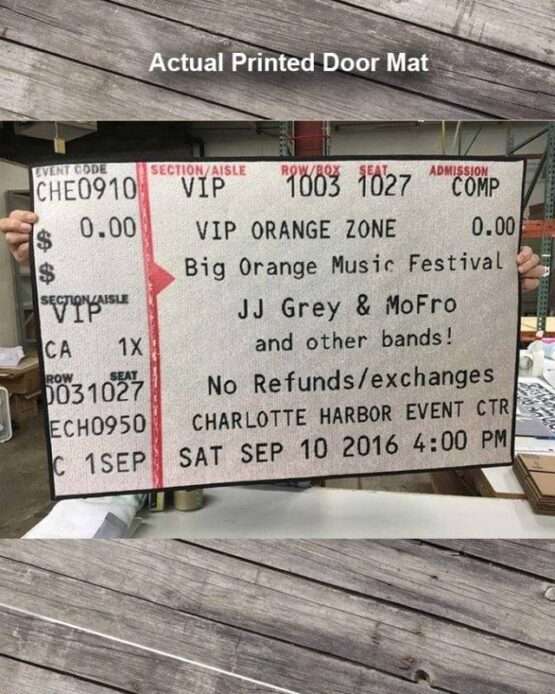 Actual Printed Door Mat
EVENT CODE SECTION/AISLE ROW/BOX SEAT ADMISSION
CHE0910 VIP 1003 1027 COMP
$ 0.00 VIP ORANGE ZONE 0.00
$ Big Orange Music Festival
SECTION/AISLE
VIP JJ Grey & MoFro
CA 1X and other bands!
ROW SEAT
0031027 No Refunds/exchanges
ECH0950 CHARLOTTE HARBOR EVENT CTR
C 1SEP SAT SEP 10 2016 4:00 PM